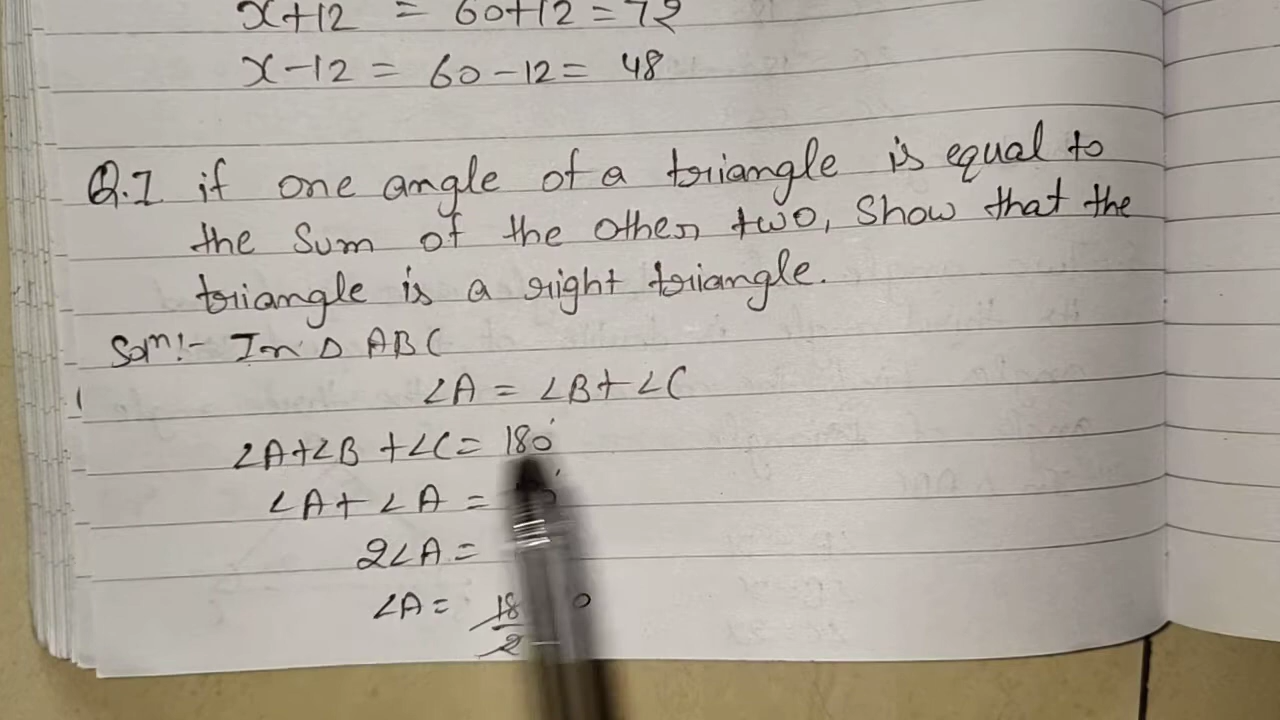 x+12 = 60+12 = 72
x-12 = 60-12 = 48
Q.1 if one angle of a triangle is equal to
the Sum of the other two, Show that the
triangle is a right triangle.
Som:- In Δ ABC
∠A = ∠B+∠C
∠A+∠B+∠C = 180°
∠A+∠A =
2∠A =
∠A =